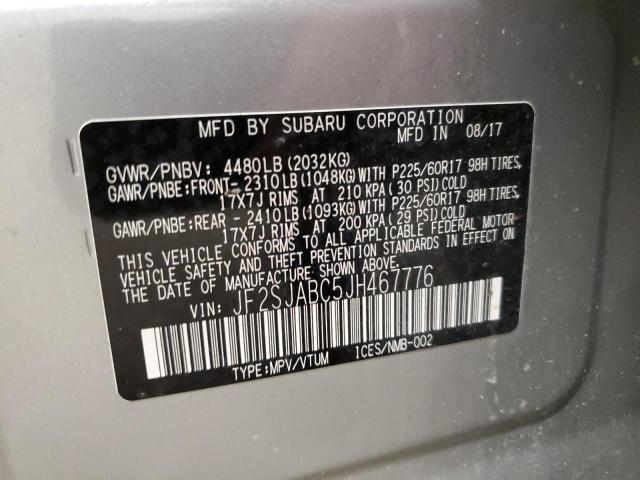 MFD BY SUBARU CORPORATION
MFD IN 08/17
GVWR/PNBV: 4480LB(2032KG)
GAWR/PNBE:FRONT-2310LB(1048KG)WITH P225/60R17 98H TIRES,
17X7J RIMS AT 210 KPA(30 PSI)COLD
GAWR/PNBE:REAR -2410LB(1093KG)WITH P225/60R17 98H TIRES,
17X7J RIMS AT 200 KPA(29 PSI)COLD
THIS VEHICLE CONFORMS TO ALL APPLICABLE FEDERAL MOTOR
VEHICLE SAFETY AND THEFT PREVENTION STANDARDS IN EFFECT ON
THE DATE OF MANUFACTURE SHOWN ABOVE.
VIN: JF2SJABC5JH467776
TYPE:MPV/VTUM ICES/NMB-002